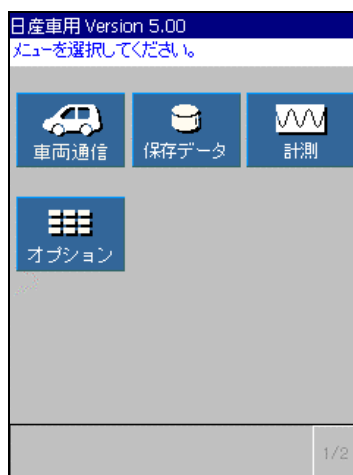 日産車用 Version 5.00
メニューを選択してください。
車両通信
保存データ
計測
オプション
1/2